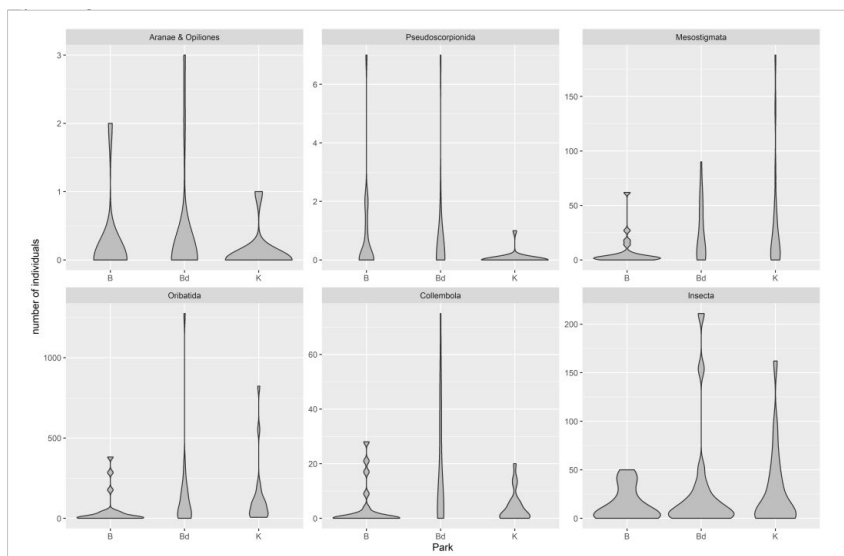 Aranae & Opiliones
3
2
1
0
B Bd K
Pseudoscorpionida
6
4
2
0
B Bd K
Mesostigmata
150
100
50
0
B Bd K
number of individuals
Oribatida
1000
500
0
B Bd K
Collembola
60
40
20
0
B Bd K
Insecta
200
150
100
50
0
B Bd K
Park